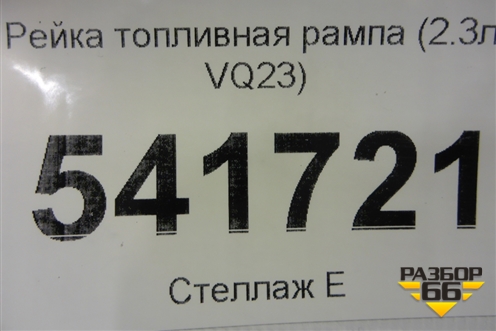 Рейка топливная рампа (2.3л
VQ23)
541721
Стеллаж Е
РАЗБОР
66